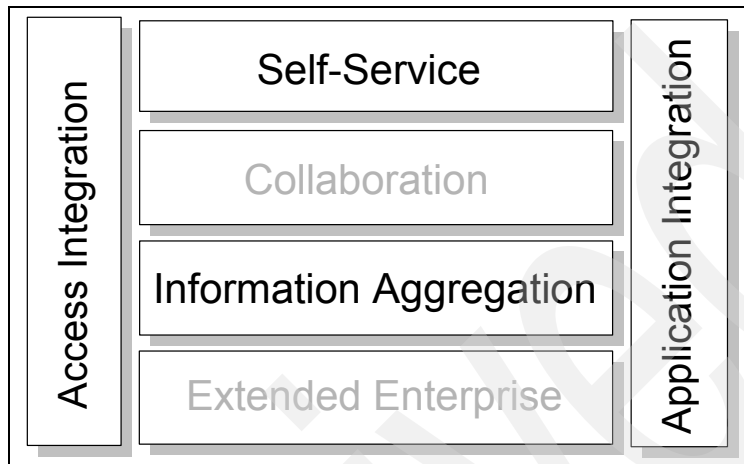 Access Integration
Self-Service
Collaboration
Information Aggregation
Extended Enterprise
Application Integration